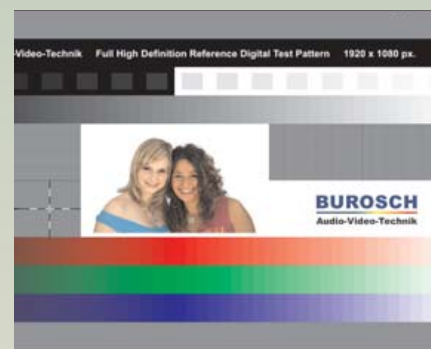 -Video-Technik Full High Definition Reference Digital Test Pattern 1920 x 1080 px.
BUROSCH
Audio-Video-Technik